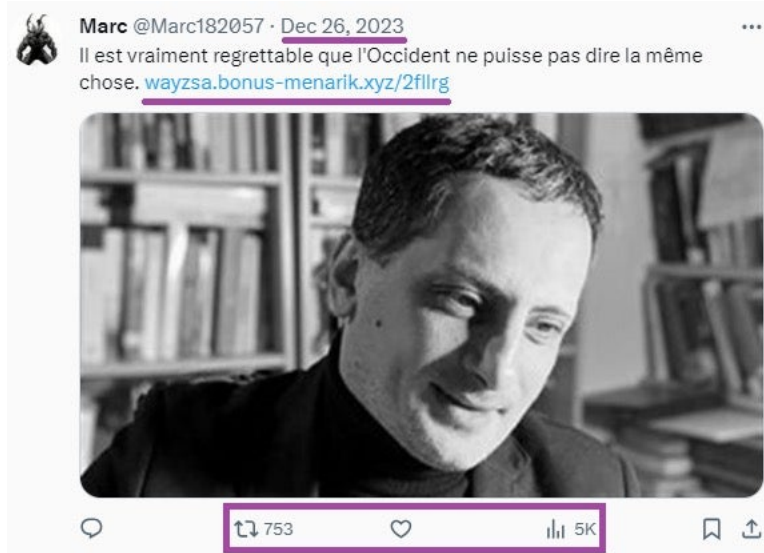 Marc @Marc182057 · Dec 26, 2023
Il est vraiment regrettable que l'Occident ne puisse pas dire la même
chose. wayzsa.bonus-menarik.xyz/2fllrg
753 5K